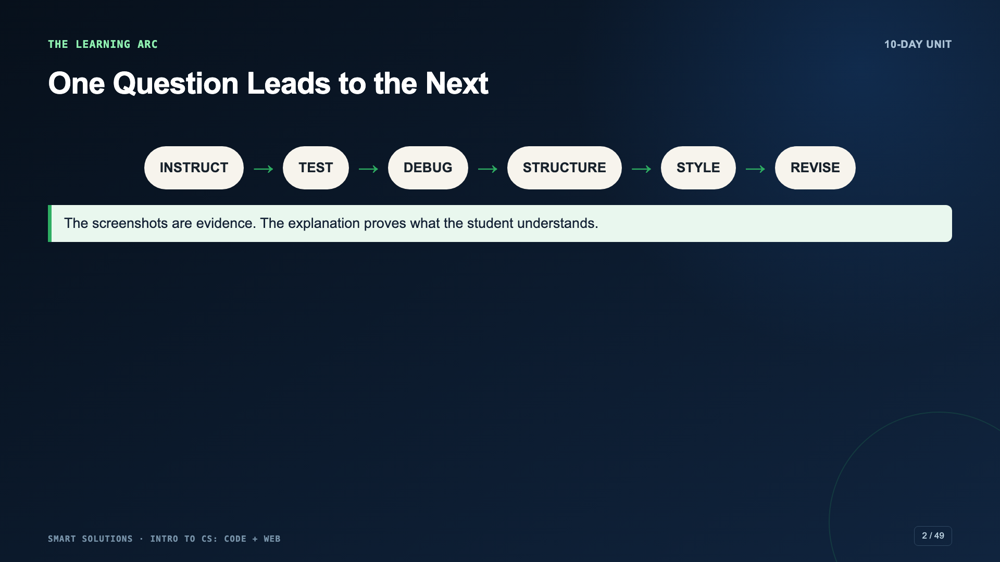 THE LEARNING ARC
10-DAY UNIT
One Question Leads to the Next
INSTRUCT → TEST → DEBUG → STRUCTURE → STYLE → REVISE
The screenshots are evidence. The explanation proves what the student understands.
SMART SOLUTIONS · INTRO TO CS: CODE + WEB
2 / 49